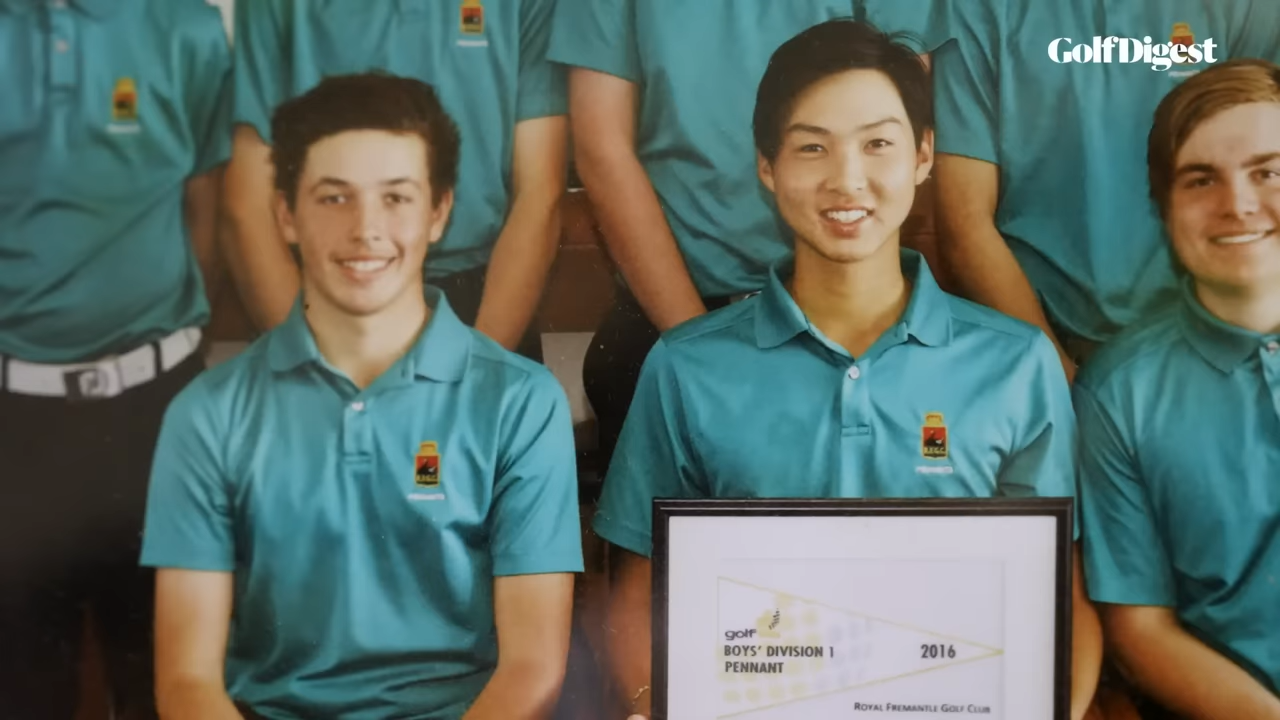 GolfDigest
R.F.G.C.
R.F.G.C.
golf
BOYS' DIVISION 1
PENNANT
2016
ROYAL FREMANTLE GOLF CLUB